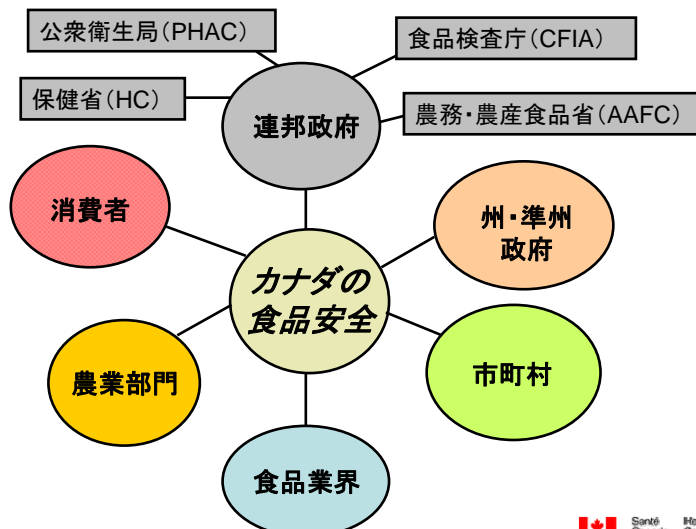 公衆衛生局(PHAC)
食品検査庁(CFIA)
保健省(HC)
農務・農産食品省(AAFC)
連邦政府
消費者
州・準州
政府
カナダの
食品安全
農業部門
市町村
食品業界
Santé